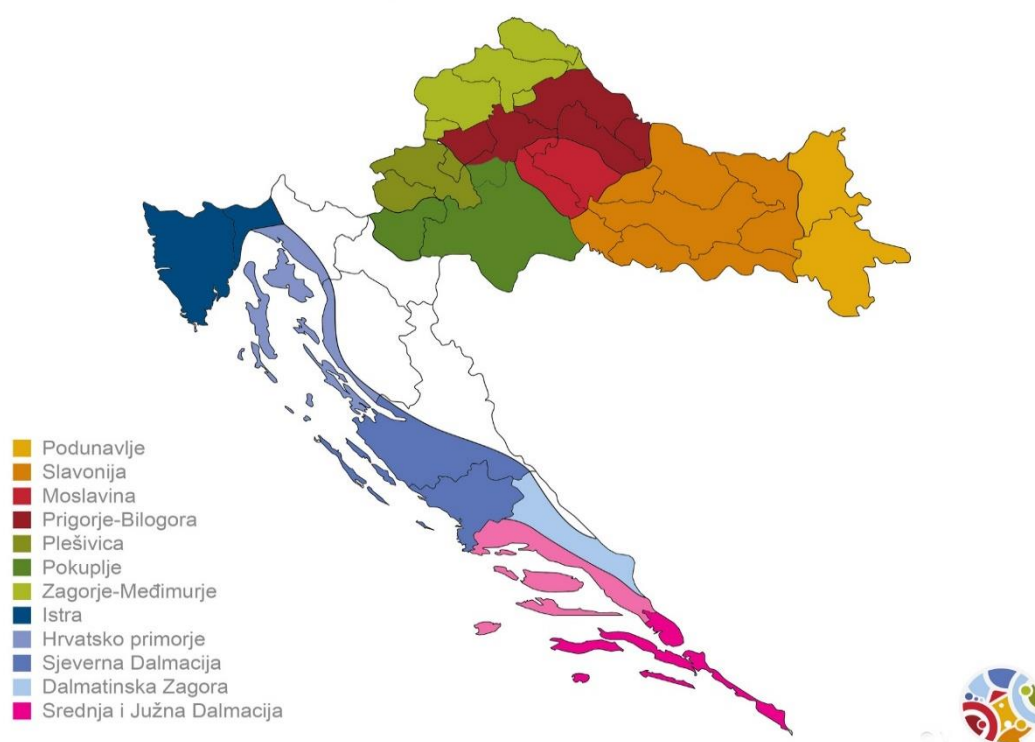 Podunavlje
Slavonija
Moslavina
Prigorje-Bilogora
Plešivica
Pokuplje
Zagorje-Međimurje
Istra
Hrvatsko primorje
Sjeverna Dalmacija
Dalmatinska Zagora
Srednja i Južna Dalmacija